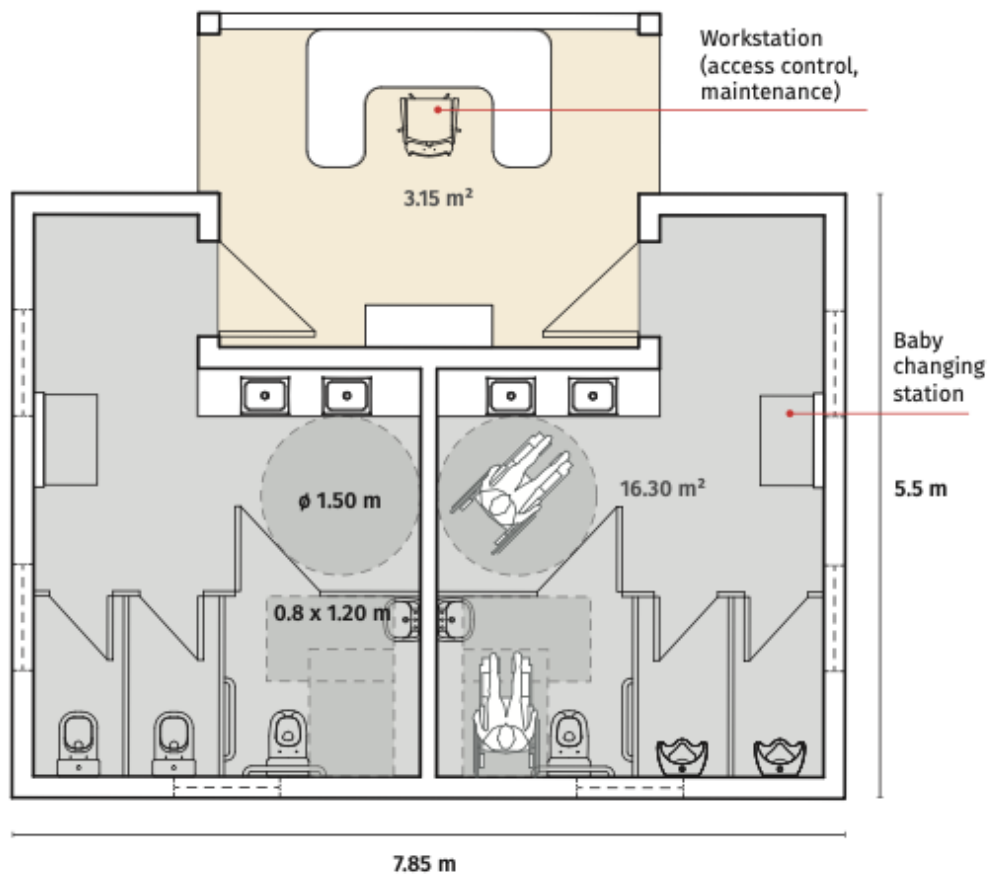 Workstation
(access control,
maintenance)
3.15 m²
Baby
changing
station
ø 1.50 m
16.30 m²
5.5 m
0.8 x 1.20 m
7.85 m